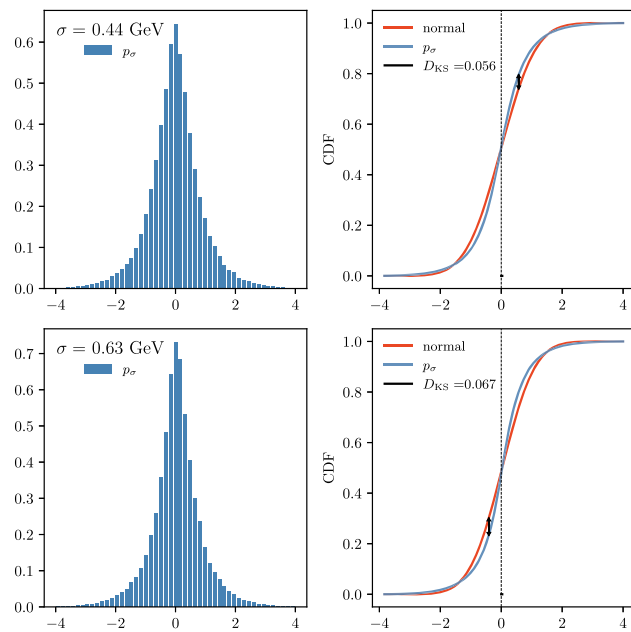 σ = 0.44 GeV
p_σ
0.6
0.5
0.4
0.3
0.2
0.1
0.0
−4 −2 0 2 4
normal
p_σ
D_KS =0.056
CDF
1.0
0.8
0.6
0.4
0.2
0.0
−4 −2 0 2 4
σ = 0.63 GeV
p_σ
0.7
0.6
0.5
0.4
0.3
0.2
0.1
0.0
−4 −2 0 2 4
normal
p_σ
D_KS =0.067
CDF
1.0
0.8
0.6
0.4
0.2
0.0
−4 −2 0 2 4